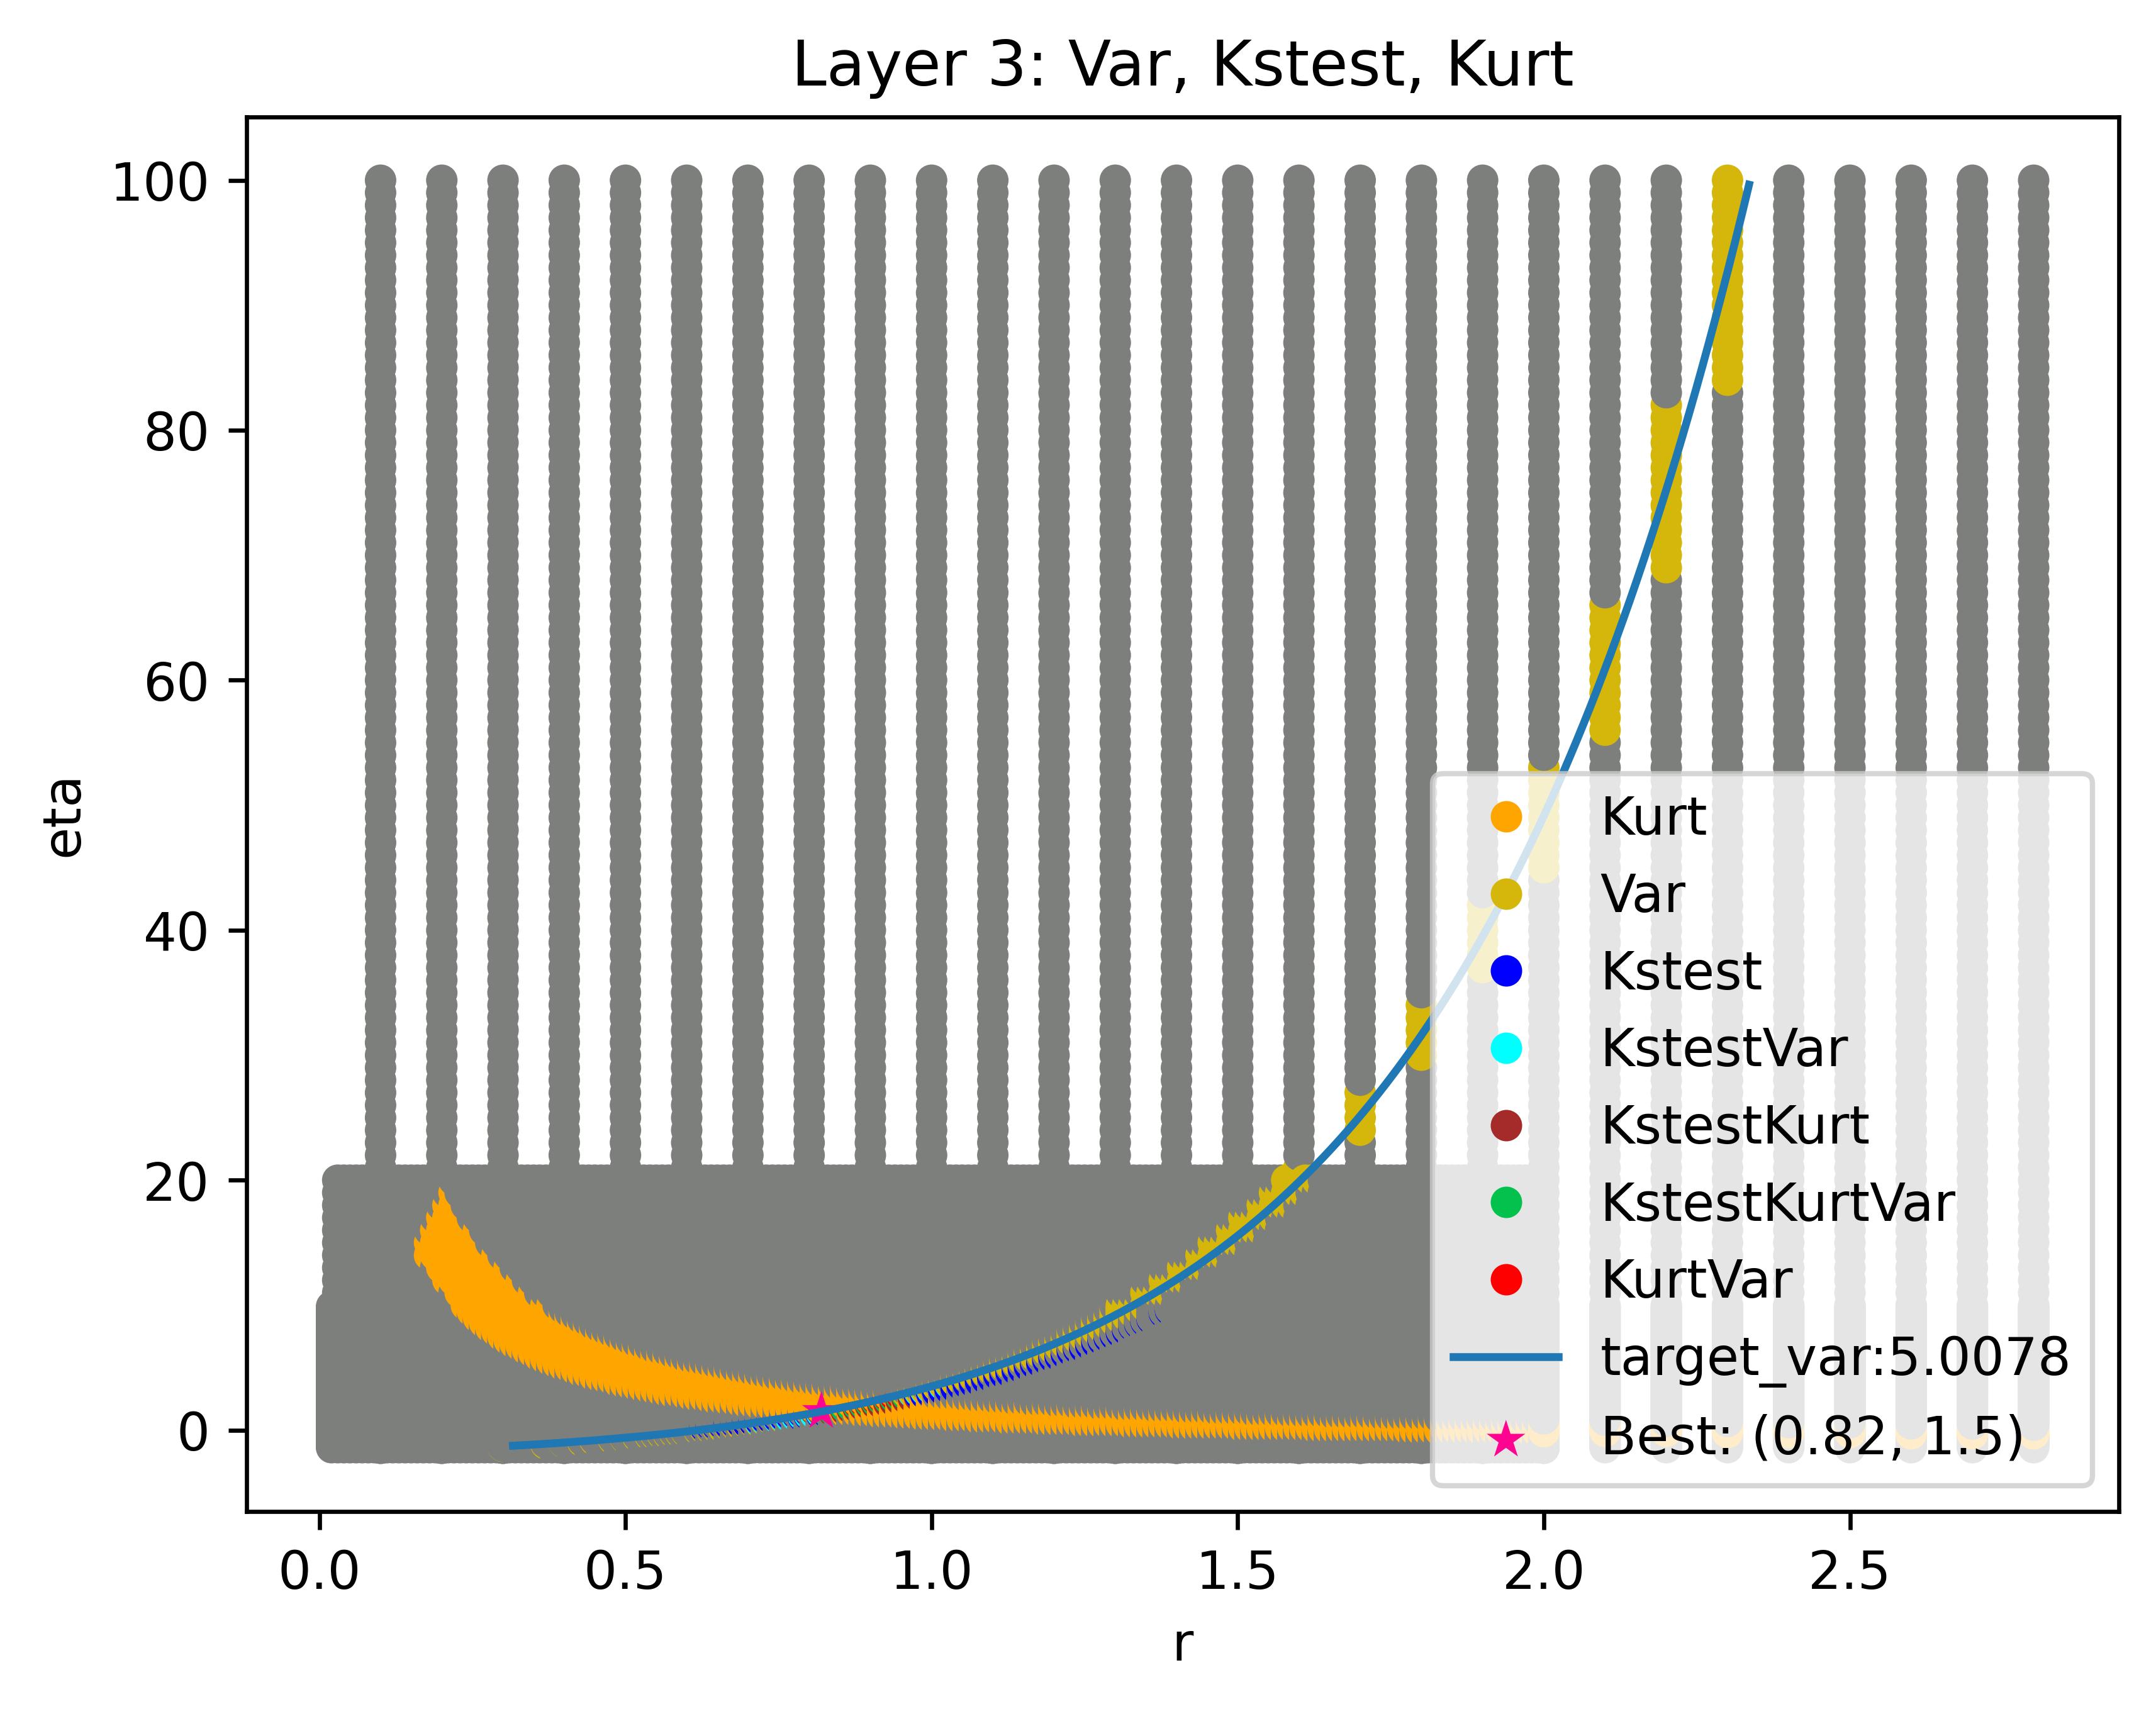 Layer 3: Var, Kstest, Kurt
eta
100
80
60
40
20
0
Kurt
Var
Kstest
KstestVar
KstestKurt
KstestKurtVar
KurtVar
target_var:5.0078
Best: (0.82, 1.5)
0.0 0.5 1.0 1.5 2.0 2.5
r